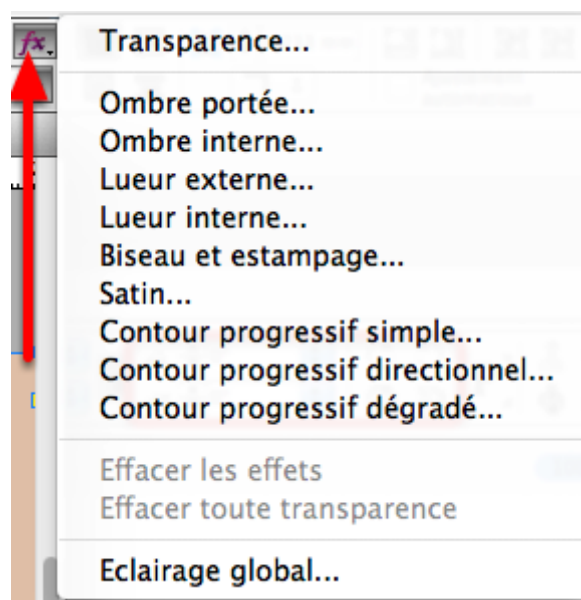 fx.
Transparence...
Ombre portée...
Ombre interne...
Lueur externe...
Lueur interne...
Biseau et estampage...
Satin...
Contour progressif simple...
Contour progressif directionnel...
Contour progressif dégradé...
Effacer les effets
Effacer toute transparence
Eclairage global...